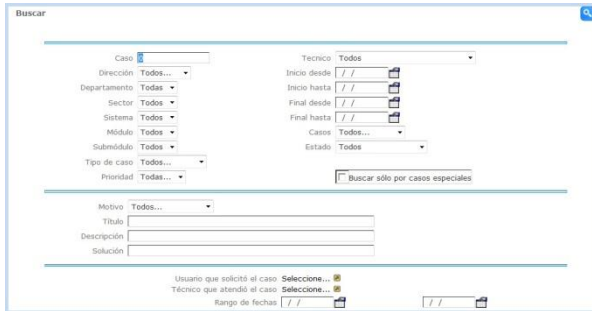 Buscar
Caso 0 Tecnico Todos
Dirección Todos... Inicio desde / /
Departamento Todas Inicio hasta / /
Sector Todos Final desde / /
Sistema Todos Final hasta / /
Módulo Todos Casos Todos...
Submódulo Todos Estado Todos
Tipo de caso Todos...
Prioridad Todas... Buscar sólo por casos especiales
Motivo Todos...
Título
Descripción
Solución
Usuario que solicitó el caso Seleccione...
Técnico que atendió el caso Seleccione...
Rango de fechas / / / /